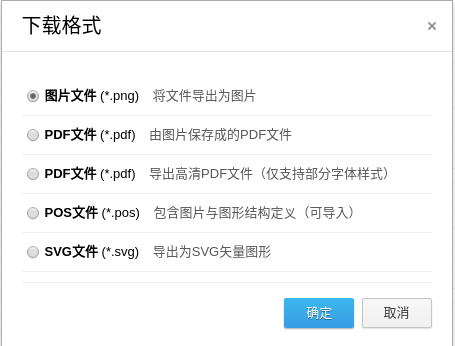 下载格式 ×
图片文件 (*.png) 将文件导出为图片
PDF文件 (*.pdf) 由图片保存成的PDF文件
PDF文件 (*.pdf) 导出高清PDF文件（仅支持部分字体样式）
POS文件 (*.pos) 包含图片与图形结构定义（可导入）
SVG文件 (*.svg) 导出为SVG矢量图形
确定 取消